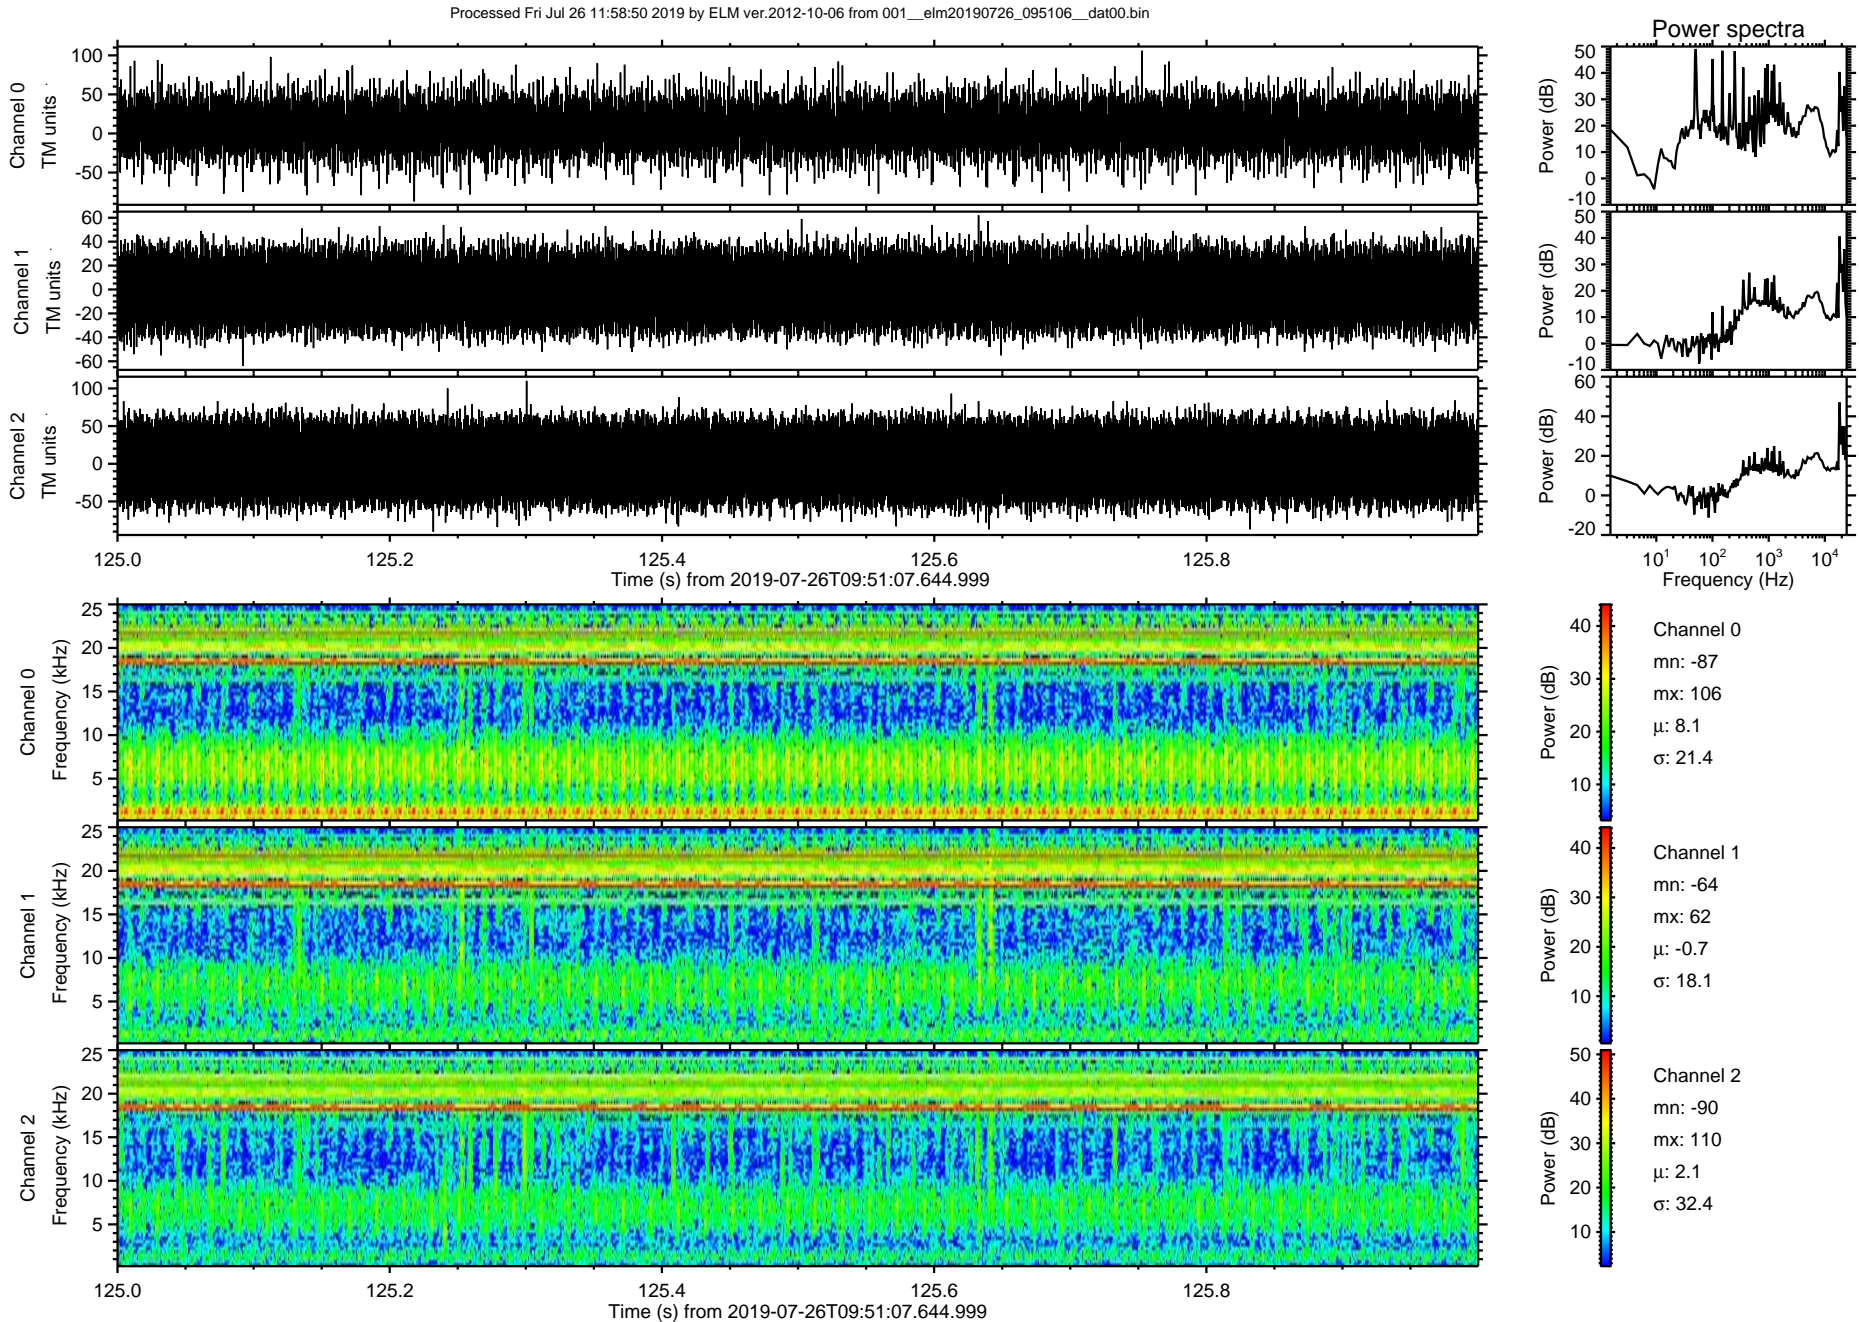 Processed Fri Jul 26 11:58:50 2019 by ELM ver.2012-10-06 from 001__elm20190726_095106__dat00.bin
Power spectra
Channel 0
TM units
100
50
0
-50
Power (dB)
50
40
30
20
10
0
-10
Channel 1
TM units
60
40
20
0
-20
-40
-60
Power (dB)
50
40
30
20
10
0
-10
Channel 2
TM units
100
50
0
-50
Power (dB)
60
40
20
0
-20
125.0 125.2 125.4 125.6 125.8
Time (s) from 2019-07-26T09:51:07.644.999
10^1 10^2 10^3 10^4
Frequency (Hz)
Channel 0
Frequency (kHz)
25
20
15
10
5
Power (dB)
40
30
20
10
Channel 0
mn: -87
mx: 106
μ: 8.1
σ: 21.4
Channel 1
Frequency (kHz)
25
20
15
10
5
Power (dB)
40
30
20
10
Channel 1
mn: -64
mx: 62
μ: -0.7
σ: 18.1
Channel 2
Frequency (kHz)
25
20
15
10
5
Power (dB)
50
40
30
20
10
Channel 2
mn: -90
mx: 110
μ: 2.1
σ: 32.4
125.0 125.2 125.4 125.6 125.8
Time (s) from 2019-07-26T09:51:07.644.999